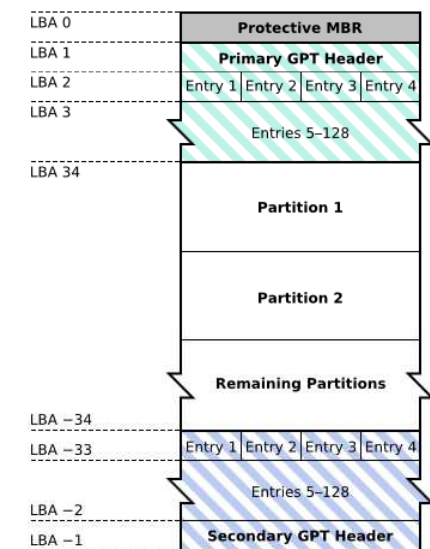 LBA 0
Protective MBR
LBA 1
Primary GPT Header
LBA 2
Entry 1 Entry 2 Entry 3 Entry 4
LBA 3
Entries 5–128
LBA 34
Partition 1
Partition 2
Remaining Partitions
LBA −34
LBA −33
Entry 1 Entry 2 Entry 3 Entry 4
Entries 5–128
LBA −2
LBA −1
Secondary GPT Header